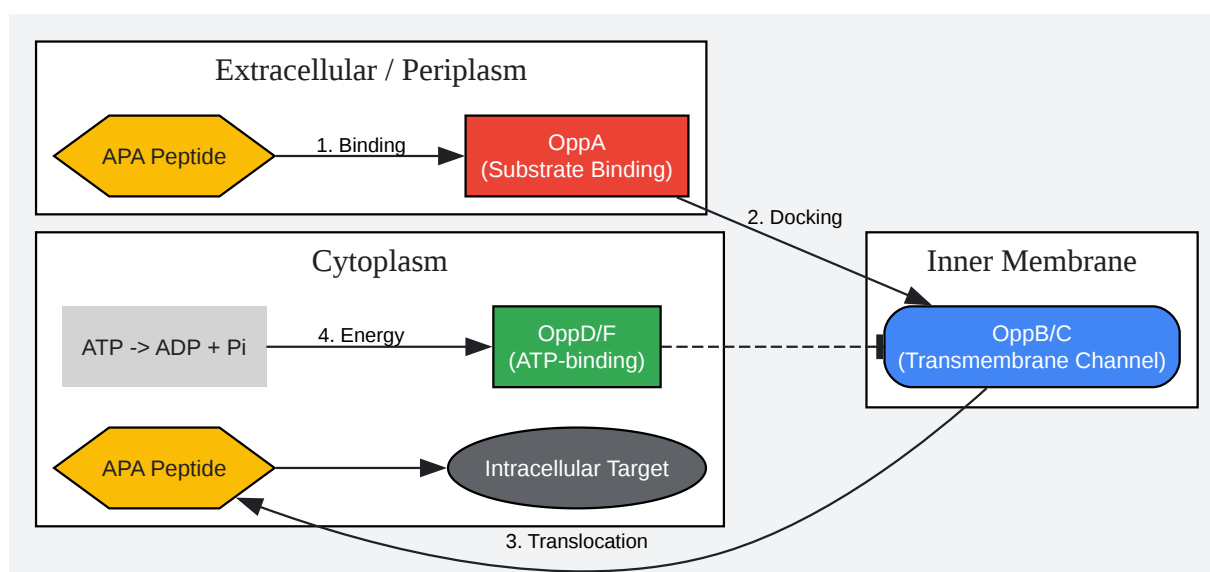 Extracellular / Periplasm
APA Peptide
1. Binding
OppA
(Substrate Binding)
2. Docking
Cytoplasm
Inner Membrane
ATP -> ADP + Pi
4. Energy
OppD/F
(ATP-binding)
OppB/C
(Transmembrane Channel)
APA Peptide
Intracellular Target
3. Translocation